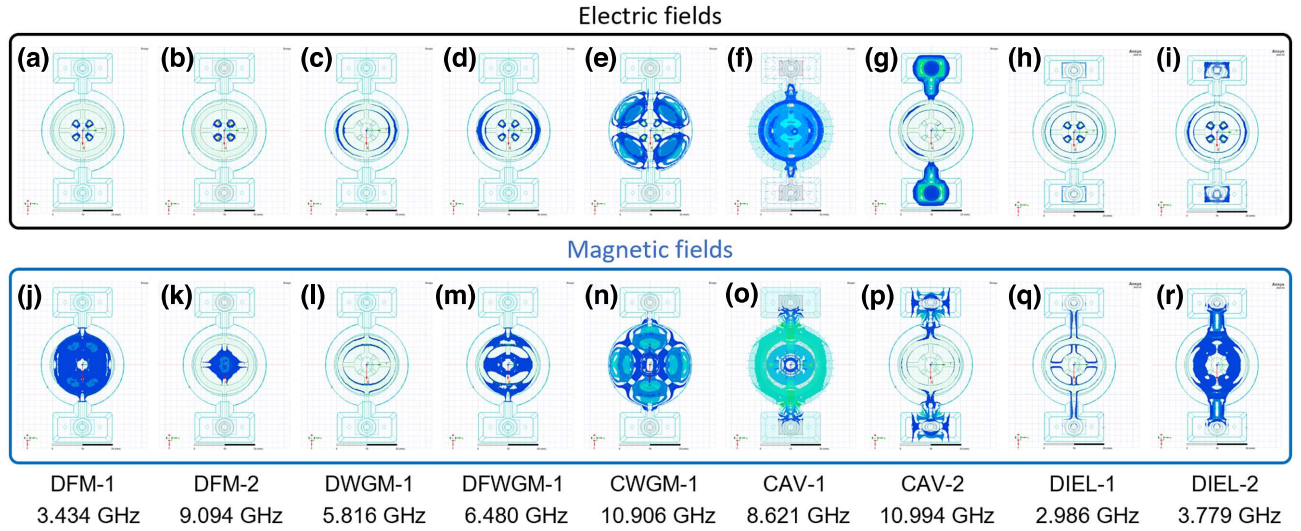 Electric fields
(a) (b) (c) (d) (e) (f) (g) (h) (i)
Magnetic fields
(j) (k) (l) (m) (n) (o) (p) (q) (r)
DFM-1 DFM-2 DWGM-1 DFWGM-1 CWGM-1 CAV-1 CAV-2 DIEL-1 DIEL-2
3.434 GHz 9.094 GHz 5.816 GHz 6.480 GHz 10.906 GHz 8.621 GHz 10.994 GHz 2.986 GHz 3.779 GHz